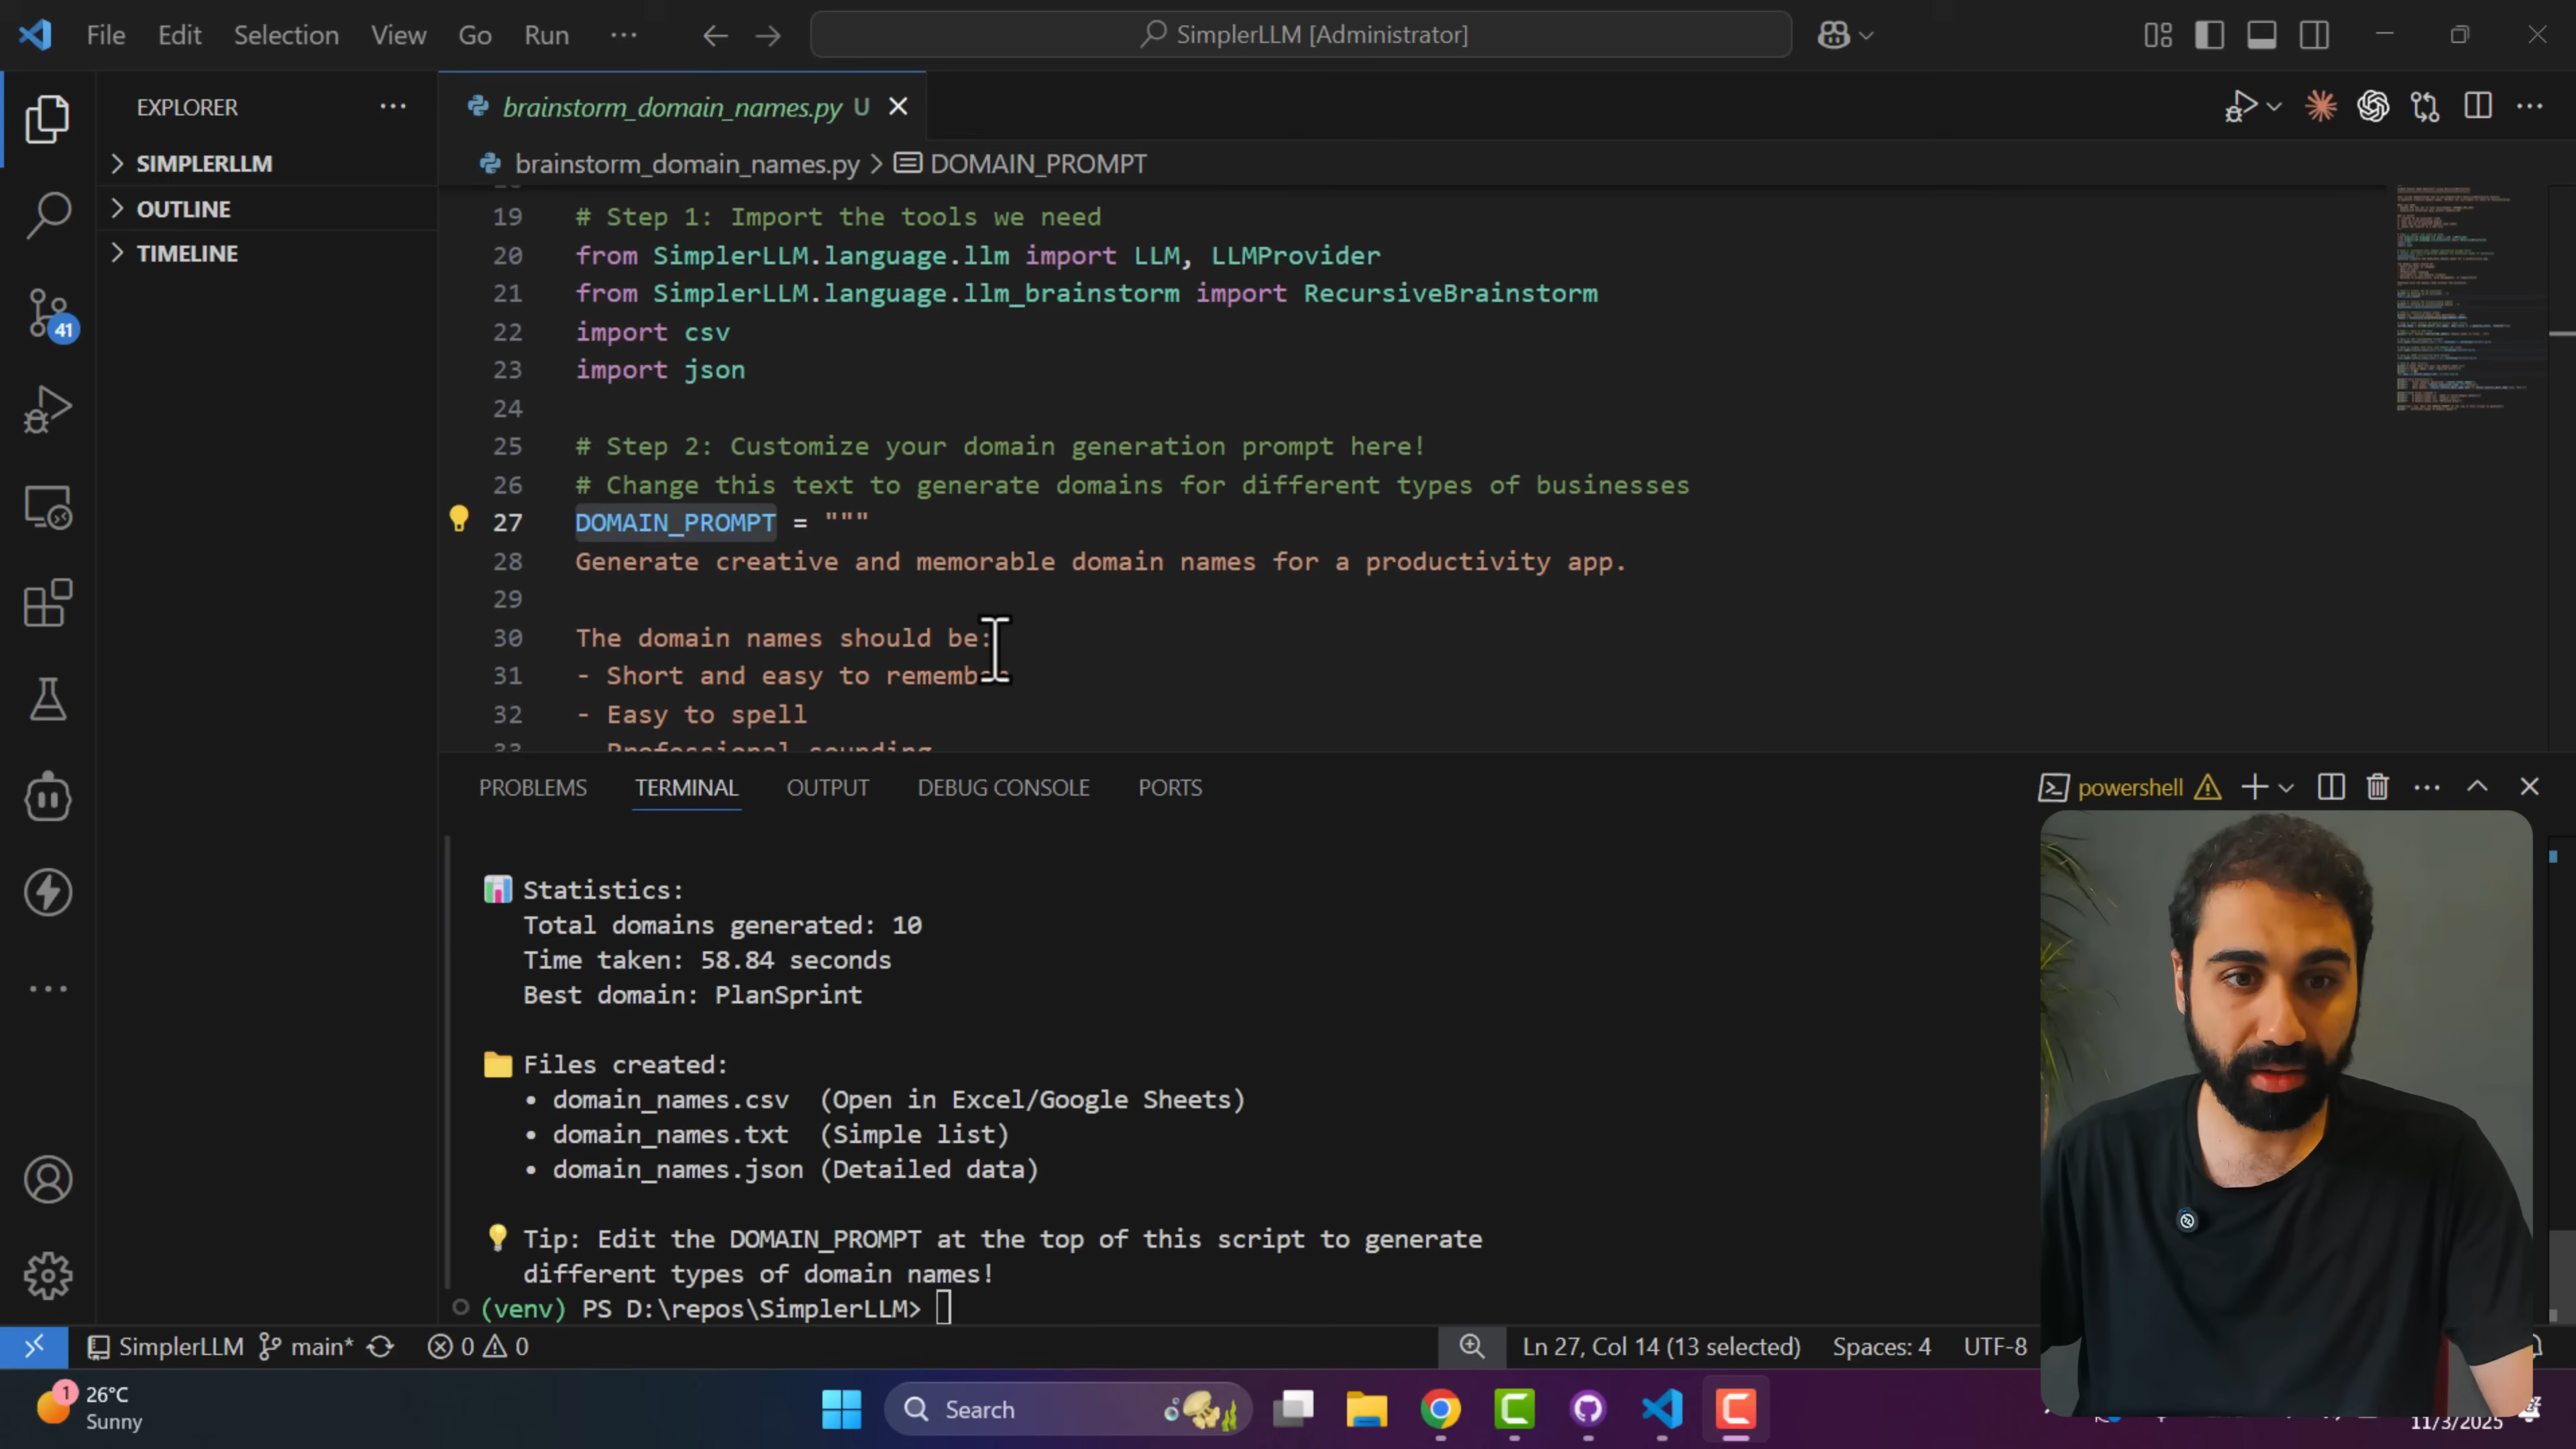 File Edit Selection View Go Run ...
SimplerLLM [Administrator]
EXPLORER
SIMPLERLLM
OUTLINE
TIMELINE
41
brainstorm_domain_names.py U
brainstorm_domain_names.py > DOMAIN_PROMPT
19 # Step 1: Import the tools we need
20 from SimplerLLM.language.llm import LLM, LLMProvider
21 from SimplerLLM.language.llm_brainstorm import RecursiveBrainstorm
22 import csv
23 import json
24
25 # Step 2: Customize your domain generation prompt here!
26 # Change this text to generate domains for different types of businesses
27 DOMAIN_PROMPT = """
28 Generate creative and memorable domain names for a productivity app.
29
30 The domain names should be:
31 - Short and easy to remember
32 - Easy to spell
33 - Professional sounding
PROBLEMS TERMINAL OUTPUT DEBUG CONSOLE PORTS
powershell
Statistics:
Total domains generated: 10
Time taken: 58.84 seconds
Best domain: PlanSprint
Files created:
• domain_names.csv (Open in Excel/Google Sheets)
• domain_names.txt (Simple list)
• domain_names.json (Detailed data)
Tip: Edit the DOMAIN_PROMPT at the top of this script to generate
different types of domain names!
(venv) PS D:\repos\SimplerLLM>
SimplerLLM main* 0 0
Ln 27, Col 14 (13 selected) Spaces: 4 UTF-8
1
26°C
Sunny
Search
11/3/2025